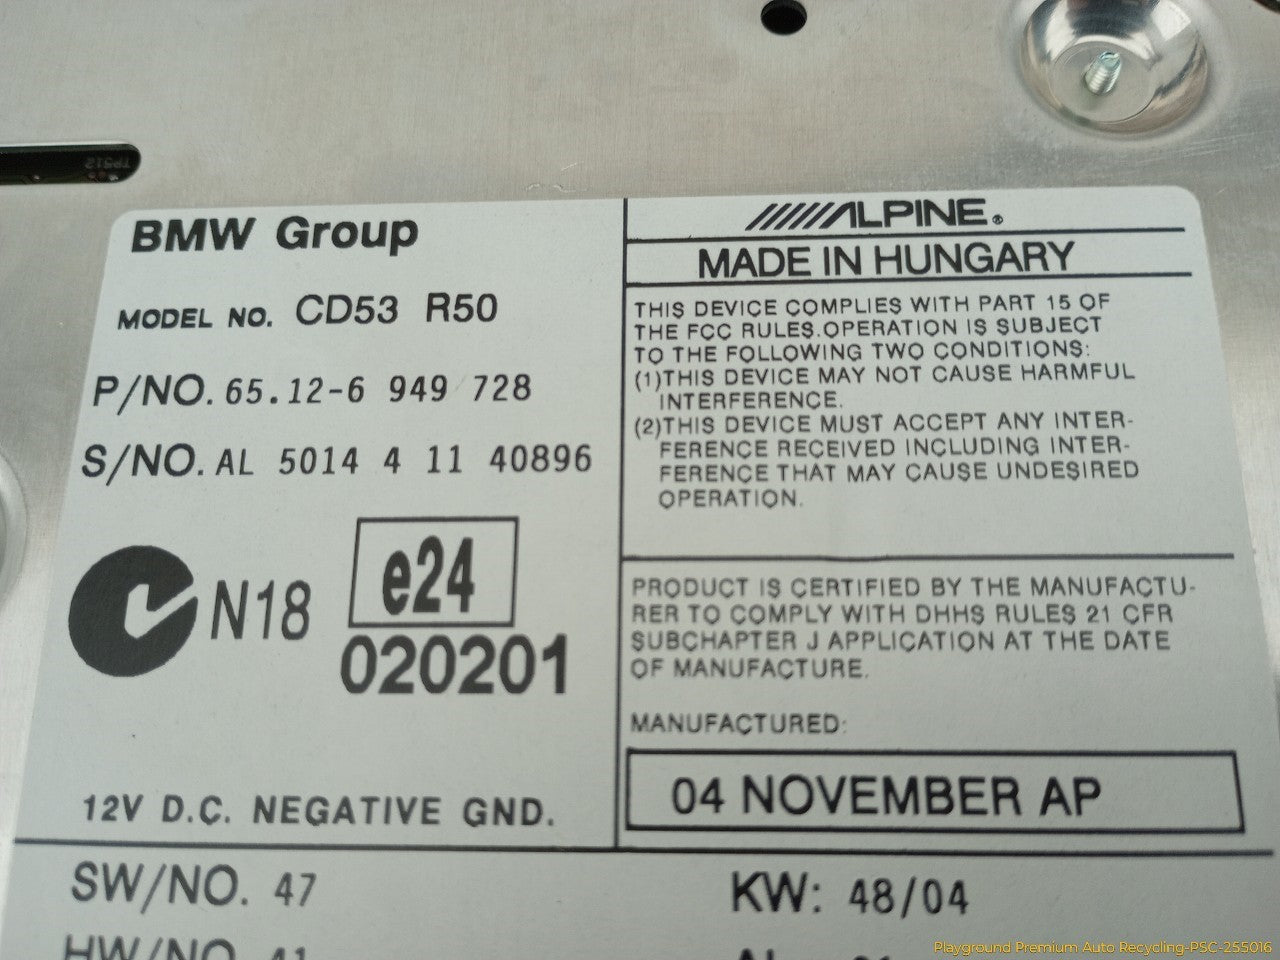 TP512
BMW Group
MODEL NO. CD53 R50
P/NO. 65.12-6 949 728
S/NO. AL 5014 4 11 40896
N18
e24
020201
12V D.C. NEGATIVE GND.
ALPINE®
MADE IN HUNGARY
THIS DEVICE COMPLIES WITH PART 15 OF
THE FCC RULES.OPERATION IS SUBJECT
TO THE FOLLOWING TWO CONDITIONS:
(1)THIS DEVICE MAY NOT CAUSE HARMFUL
INTERFERENCE.
(2)THIS DEVICE MUST ACCEPT ANY INTER-
FERENCE RECEIVED INCLUDING INTER-
FERENCE THAT MAY CAUSE UNDESIRED
OPERATION.
PRODUCT IS CERTIFIED BY THE MANUFACTU-
RER TO COMPLY WITH DHHS RULES 21 CFR
SUBCHAPTER J APPLICATION AT THE DATE
OF MANUFACTURE.
MANUFACTURED:
04 NOVEMBER AP
SW/NO. 47
KW: 48/04
HW/NO. 41
Playground Premium Auto Recycling-PSC-255016